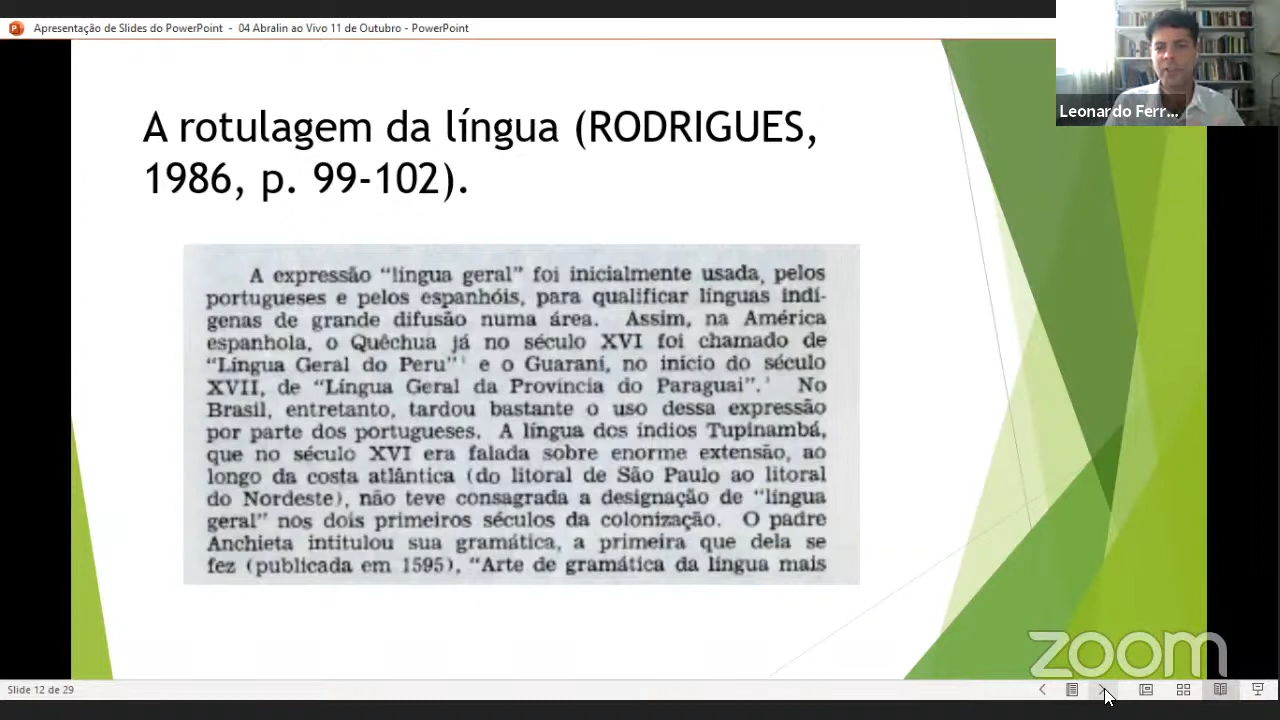 Apresentação de Slides do PowerPoint - 04 Abralin ao Vivo 11 de Outubro - PowerPoint
Leonardo Ferr...
A rotulagem da língua (RODRIGUES,
1986, p. 99-102).
A expressão “língua geral” foi inicialmente usada, pelos
portugueses e pelos espanhóis, para qualificar línguas indí-
genas de grande difusão numa área. Assim, na América
espanhola, o Quêchua já no século XVI foi chamado de
“Língua Geral do Peru” e o Guarani, no início do século
XVII, de “Língua Geral da Província do Paraguai”. No
Brasil, entretanto, tardou bastante o uso dessa expressão
por parte dos portugueses. A língua dos índios Tupinambá,
que no século XVI era falada sobre enorme extensão, ao
longo da costa atlântica (do litoral de São Paulo ao litoral
do Nordeste), não teve consagrada a designação de “língua
geral” nos dois primeiros séculos da colonização. O padre
Anchieta intitulou sua gramática, a primeira que dela se
fez (publicada em 1595), “Arte de gramática da língua mais
zoom
Slide 12 de 29